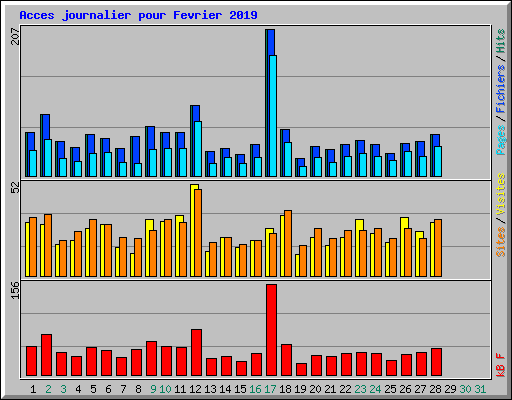 Acces journalier pour Fevrier 2019
207
52
156
Pages / Fichiers / Hits
Sites / Visites
kB F
1 2 3 4 5 6 7 8 9 10 11 12 13 14 15 16 17 18 19 20 21 22 23 24 25 26 27 28 29 30 31